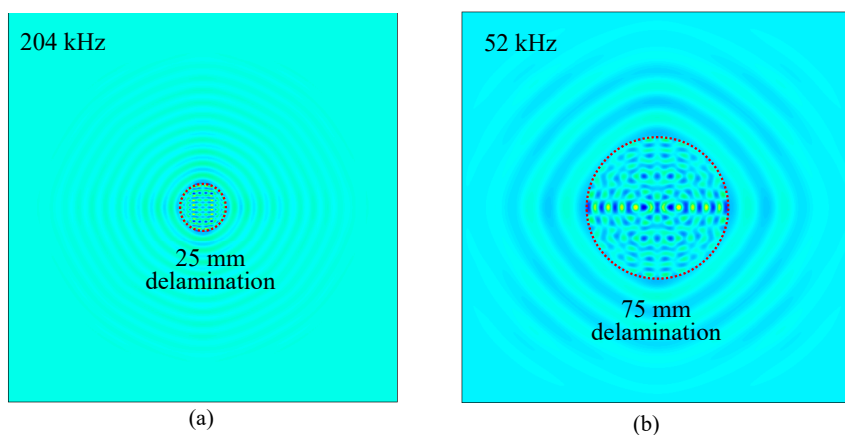 204 kHz
25 mm
delamination
(a)
52 kHz
75 mm
delamination
(b)